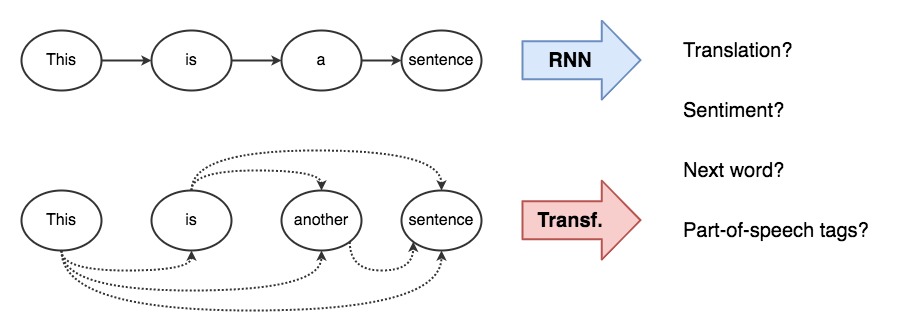 This is a sentence RNN
Translation?
Sentiment?
Next word?
This is another sentence Transf.
Part-of-speech tags?